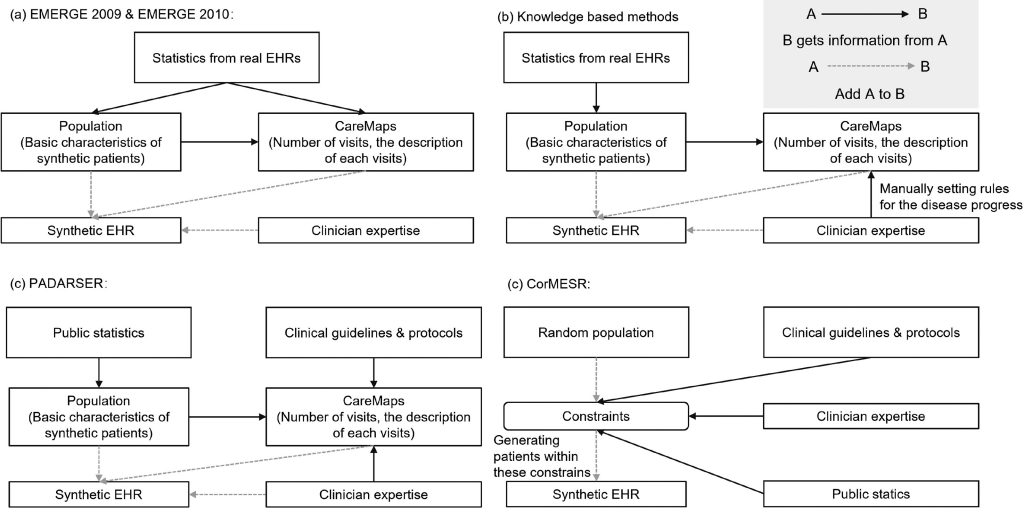 (a) EMERGE 2009 & EMERGE 2010:
Statistics from real EHRs
Population
(Basic characteristics of
synthetic patients)
CareMaps
(Number of visits, the description
of each visits)
Synthetic EHR
Clinician expertise
(b) Knowledge based methods
Statistics from real EHRs
Population
(Basic characteristics of
synthetic patients)
CareMaps
(Number of visits, the description
of each visits)
Manually setting rules
for the disease progress
Synthetic EHR
Clinician expertise
A B
B gets information from A
A B
Add A to B
(c) PADARSER:
Public statistics
Clinical guidelines & protocols
Population
(Basic characteristics of
synthetic patients)
CareMaps
(Number of visits, the description
of each visits)
Synthetic EHR
Clinician expertise
(c) CorMESR:
Random population
Clinical guidelines & protocols
Constraints
Clinician expertise
Generating
patients within
these constrains
Synthetic EHR
Public statics